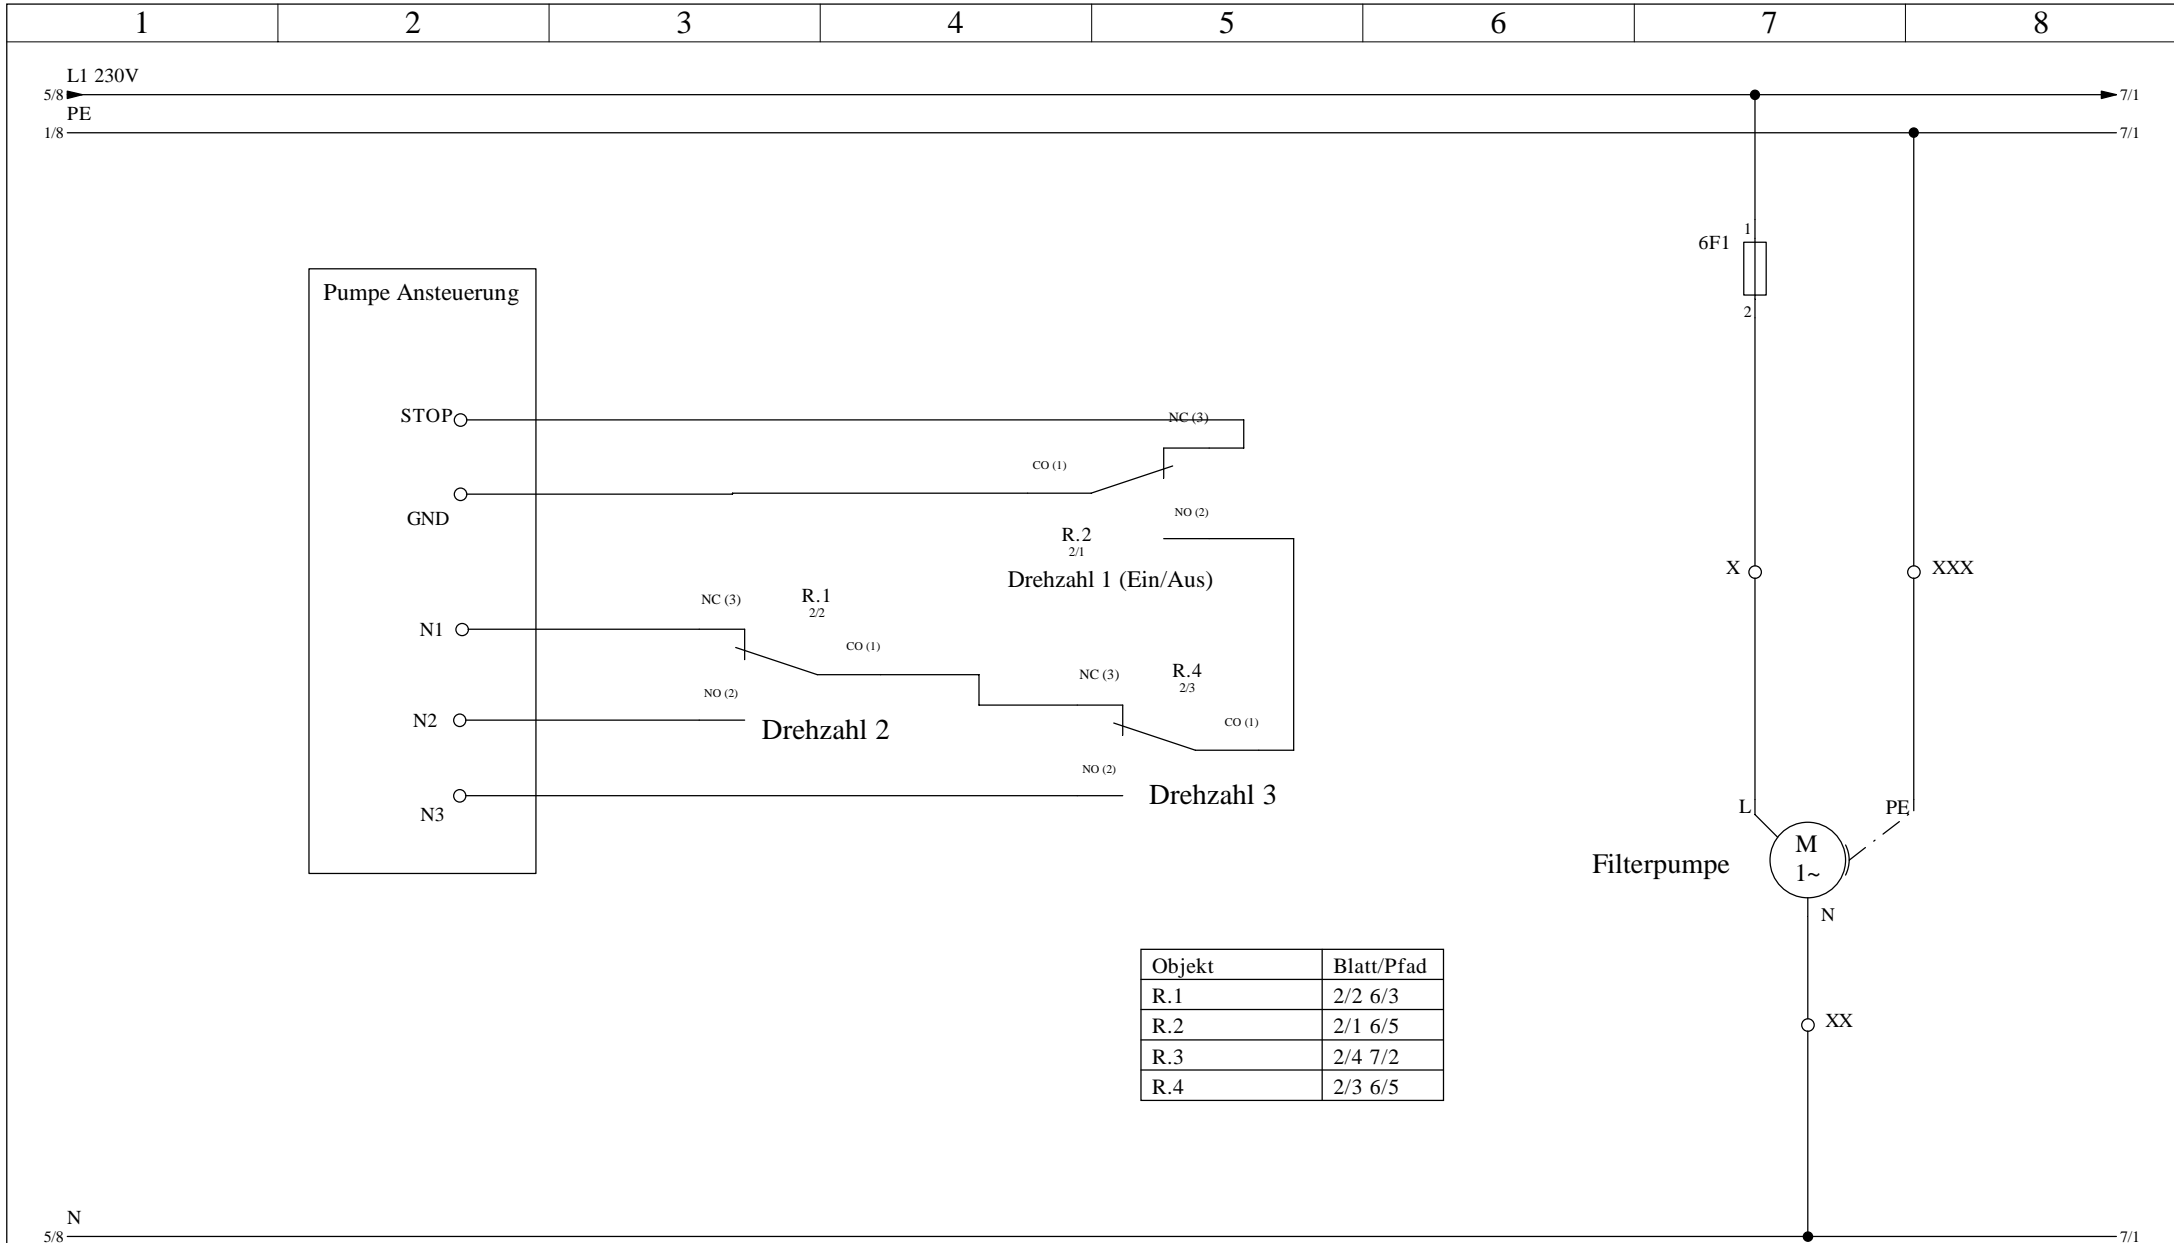 1 2 3 4 5 6 7 8
L1 230V
5/8 7/1
PE
1/8 7/1
1
6F1
2
Pumpe Ansteuerung
STOP
NC (3)
CO (1)
GND
NO (2)
R.2
2/1
Drehzahl 1 (Ein/Aus)
X
XXX
NC (3)
R.1
2/2
N1
CO (1)
NC (3)
R.4
2/3
NO (2)
N2
Drehzahl 2
CO (1)
NO (2)
N3
Drehzahl 3
L
PE
Filterpumpe
M
1~
N
Objekt Blatt/Pfad
R.1 2/2 6/3
R.2 2/1 6/5
R.3 2/4 7/2
R.4 2/3 6/5
XX
N
5/8 7/1